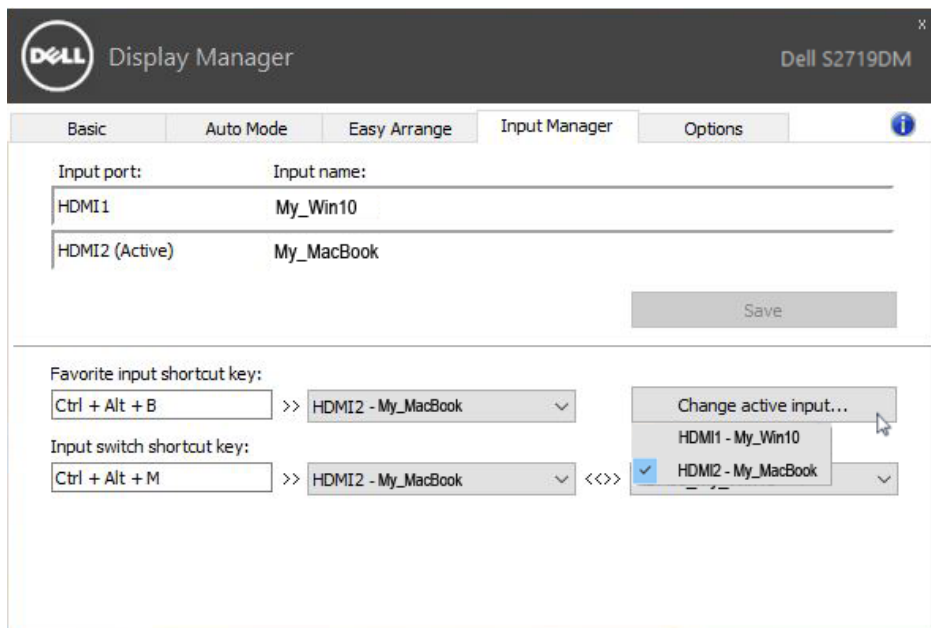 DELL Display Manager Dell S2719DM
x
Basic Auto Mode Easy Arrange Input Manager Options i
Input port: Input name:
HDMI1 My_Win10
HDMI2 (Active) My_MacBook
Save
Favorite input shortcut key:
Ctrl + Alt + B >> HDMI2 - My_MacBook Change active input...
HDMI1 - My_Win10
Input switch shortcut key:
Ctrl + Alt + M >> HDMI2 - My_MacBook <<>> HDMI2 - My_MacBook